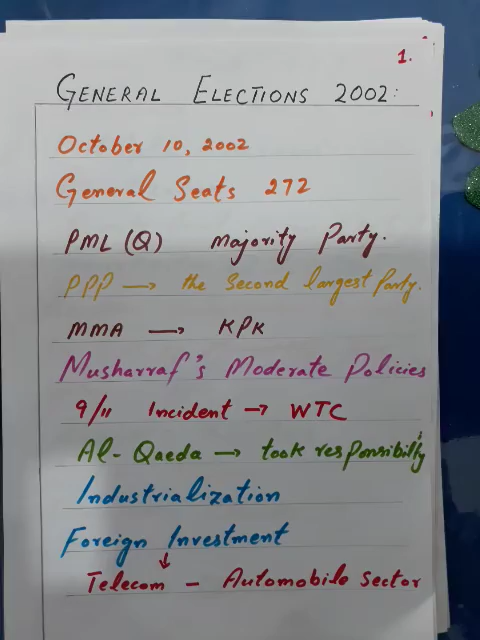 1.
GENERAL ELECTIONS 2002:
October 10, 2002
General Seats 272
PML (Q) Majority Party.
PPP → the Second largest Party.
MMA → KPK
Musharraf's Moderate Policies
9/11 Incident → WTC
Al-Qaeda → took responsibilty
Industrialization
Foreign Investment
↓
Telecom - Automobile sector